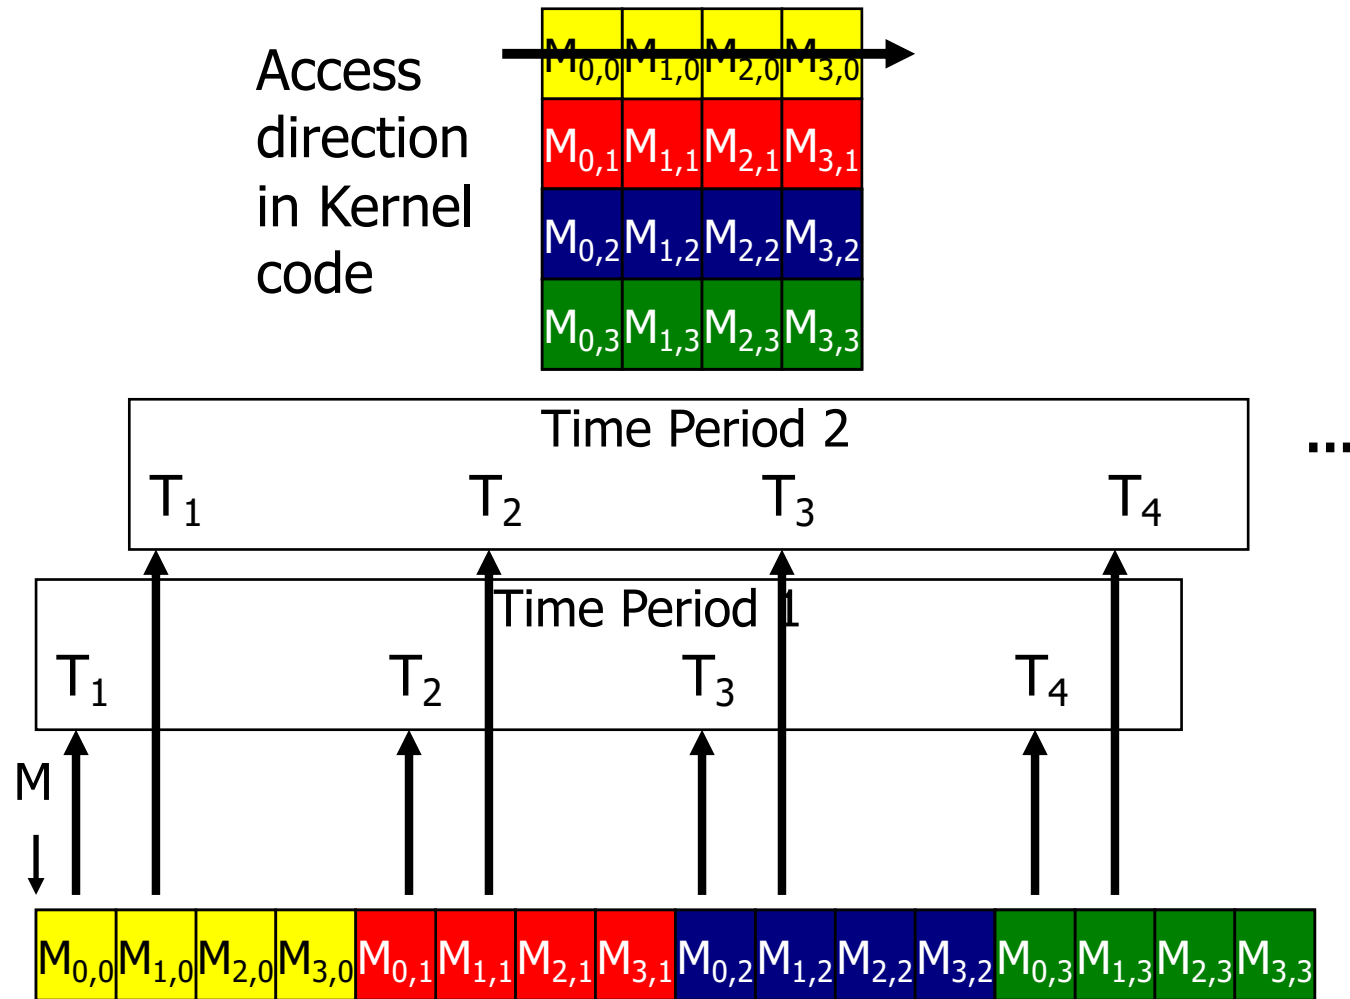 Access
direction
in Kernel
code
M0,0 M1,0 M2,0 M3,0
M0,1 M1,1 M2,1 M3,1
M0,2 M1,2 M2,2 M3,2
M0,3 M1,3 M2,3 M3,3
Time Period 2
...
T1 T2 T3 T4
Time Period 1
T1 T2 T3 T4
M
M0,0 M1,0 M2,0 M3,0 M0,1 M1,1 M2,1 M3,1 M0,2 M1,2 M2,2 M3,2 M0,3 M1,3 M2,3 M3,3